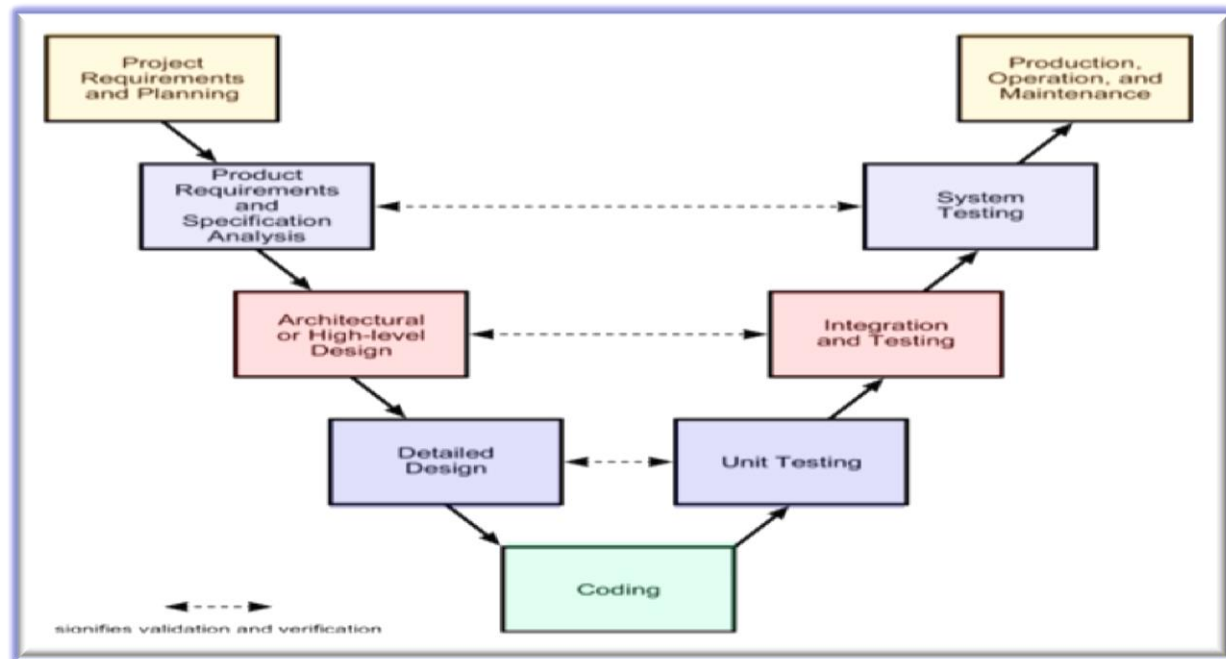 Project
Requirements
and Planning
Production,
Operation, and
Maintenance
Product
Requirements
and
Specification
Analysis
System
Testing
Architectural
or High-level
Design
Integration
and Testing
Detailed
Design
Unit Testing
Coding
signifies validation and verification